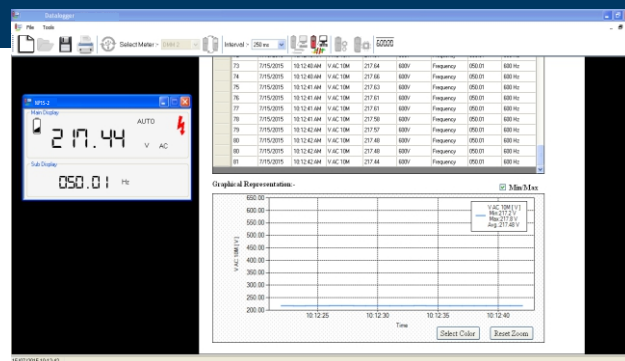 Datalogger
File Tools
Select Meter:- DMM 2 Interval :- 250 ms
73 7/15/2015 10:12:40 AM V AC 10M 217.64 600V Frequency 050.01 600 Hz
74 7/15/2015 10:12:40 AM V AC 10M 217.66 600V Frequency 050.01 600 Hz
75 7/15/2015 10:12:41 AM V AC 10M 217.63 600V Frequency 050.01 600 Hz
76 7/15/2015 10:12:41 AM V AC 10M 217.61 600V Frequency 050.01 600 Hz
77 7/15/2015 10:12:41 AM V AC 10M 217.61 600V Frequency 050.01 600 Hz
78 7/15/2015 10:12:41 AM V AC 10M 217.58 600V Frequency 050.01 600 Hz
79 7/15/2015 10:12:42 AM V AC 10M 217.57 600V Frequency 050.01 600 Hz
80 7/15/2015 10:12:42 AM V AC 10M 217.48 600V Frequency 050.01 600 Hz
80 7/15/2015 10:12:42 AM V AC 10M 217.48 600V Frequency 050.01 600 Hz
81 7/15/2015 10:12:42 AM V AC 10M 217.44 600V Frequency 050.01 600 Hz
Main Display
AUTO
217.44 V AC
Sub Display
050.01 Hz
Graphical Representation:-
Min/Max
V AC 10M [ V ]
Min:217.2 V
Max:217.8 V
Avg.:217.48 V
V AC 10M [ V ]
650.00
600.00
550.00
500.00
450.00
400.00
350.00
300.00
250.00
200.00
10:12:25 10:12:30 10:12:35 10:12:40
Time
Select Color Reset Zoom